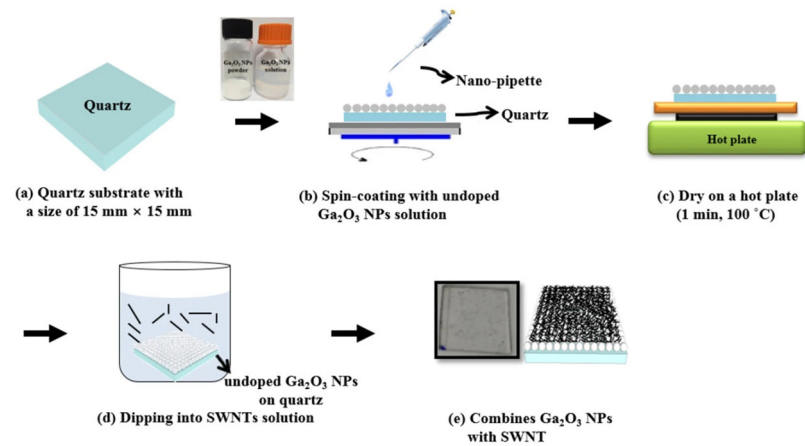 Quartz
(a) Quartz substrate with
a size of 15 mm × 15 mm
Ga₂O₃ NPs
powder
Ga₂O₃ NPs
solution
Nano-pipette
Quartz
(b) Spin-coating with undoped
Ga₂O₃ NPs solution
Hot plate
(c) Dry on a hot plate
(1 min, 100 ˚C)
undoped Ga₂O₃ NPs
on quartz
(d) Dipping into SWNTs solution
(e) Combines Ga₂O₃ NPs
with SWNT